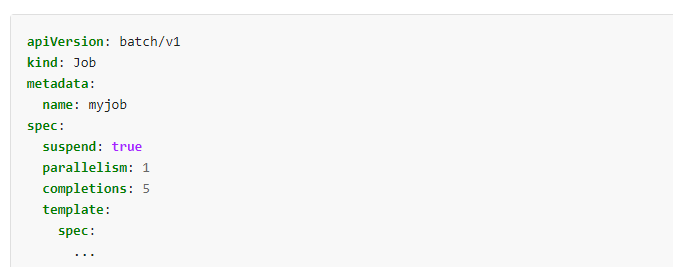 apiVersion: batch/v1
kind: Job
metadata:
  name: myjob
spec:
  suspend: true
  parallelism: 1
  completions: 5
  template:
    spec:
      ...